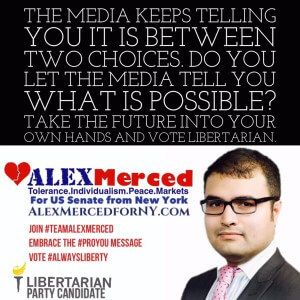 THE MEDIA KEEPS TELLING
YOU IT IS BETWEEN
TWO CHOICES. DO YOU
LET THE MEDIA TELL YOU
WHAT IS POSSIBLE?
TAKE THE FUTURE INTO YOUR
OWN HANDS AND VOTE LIBERTARIAN.
ALEXMerced
Tolerance.Individualism.Peace.Markets
For US Senate from New York
ALEXMERCEDFORNY.COM
JOIN #TEAMALEXMERCED
EMBRACE THE #PROYOU MESSAGE
VOTE #ALWAYSLIBERTY
LIBERTARIAN
PARTY CANDIDATE